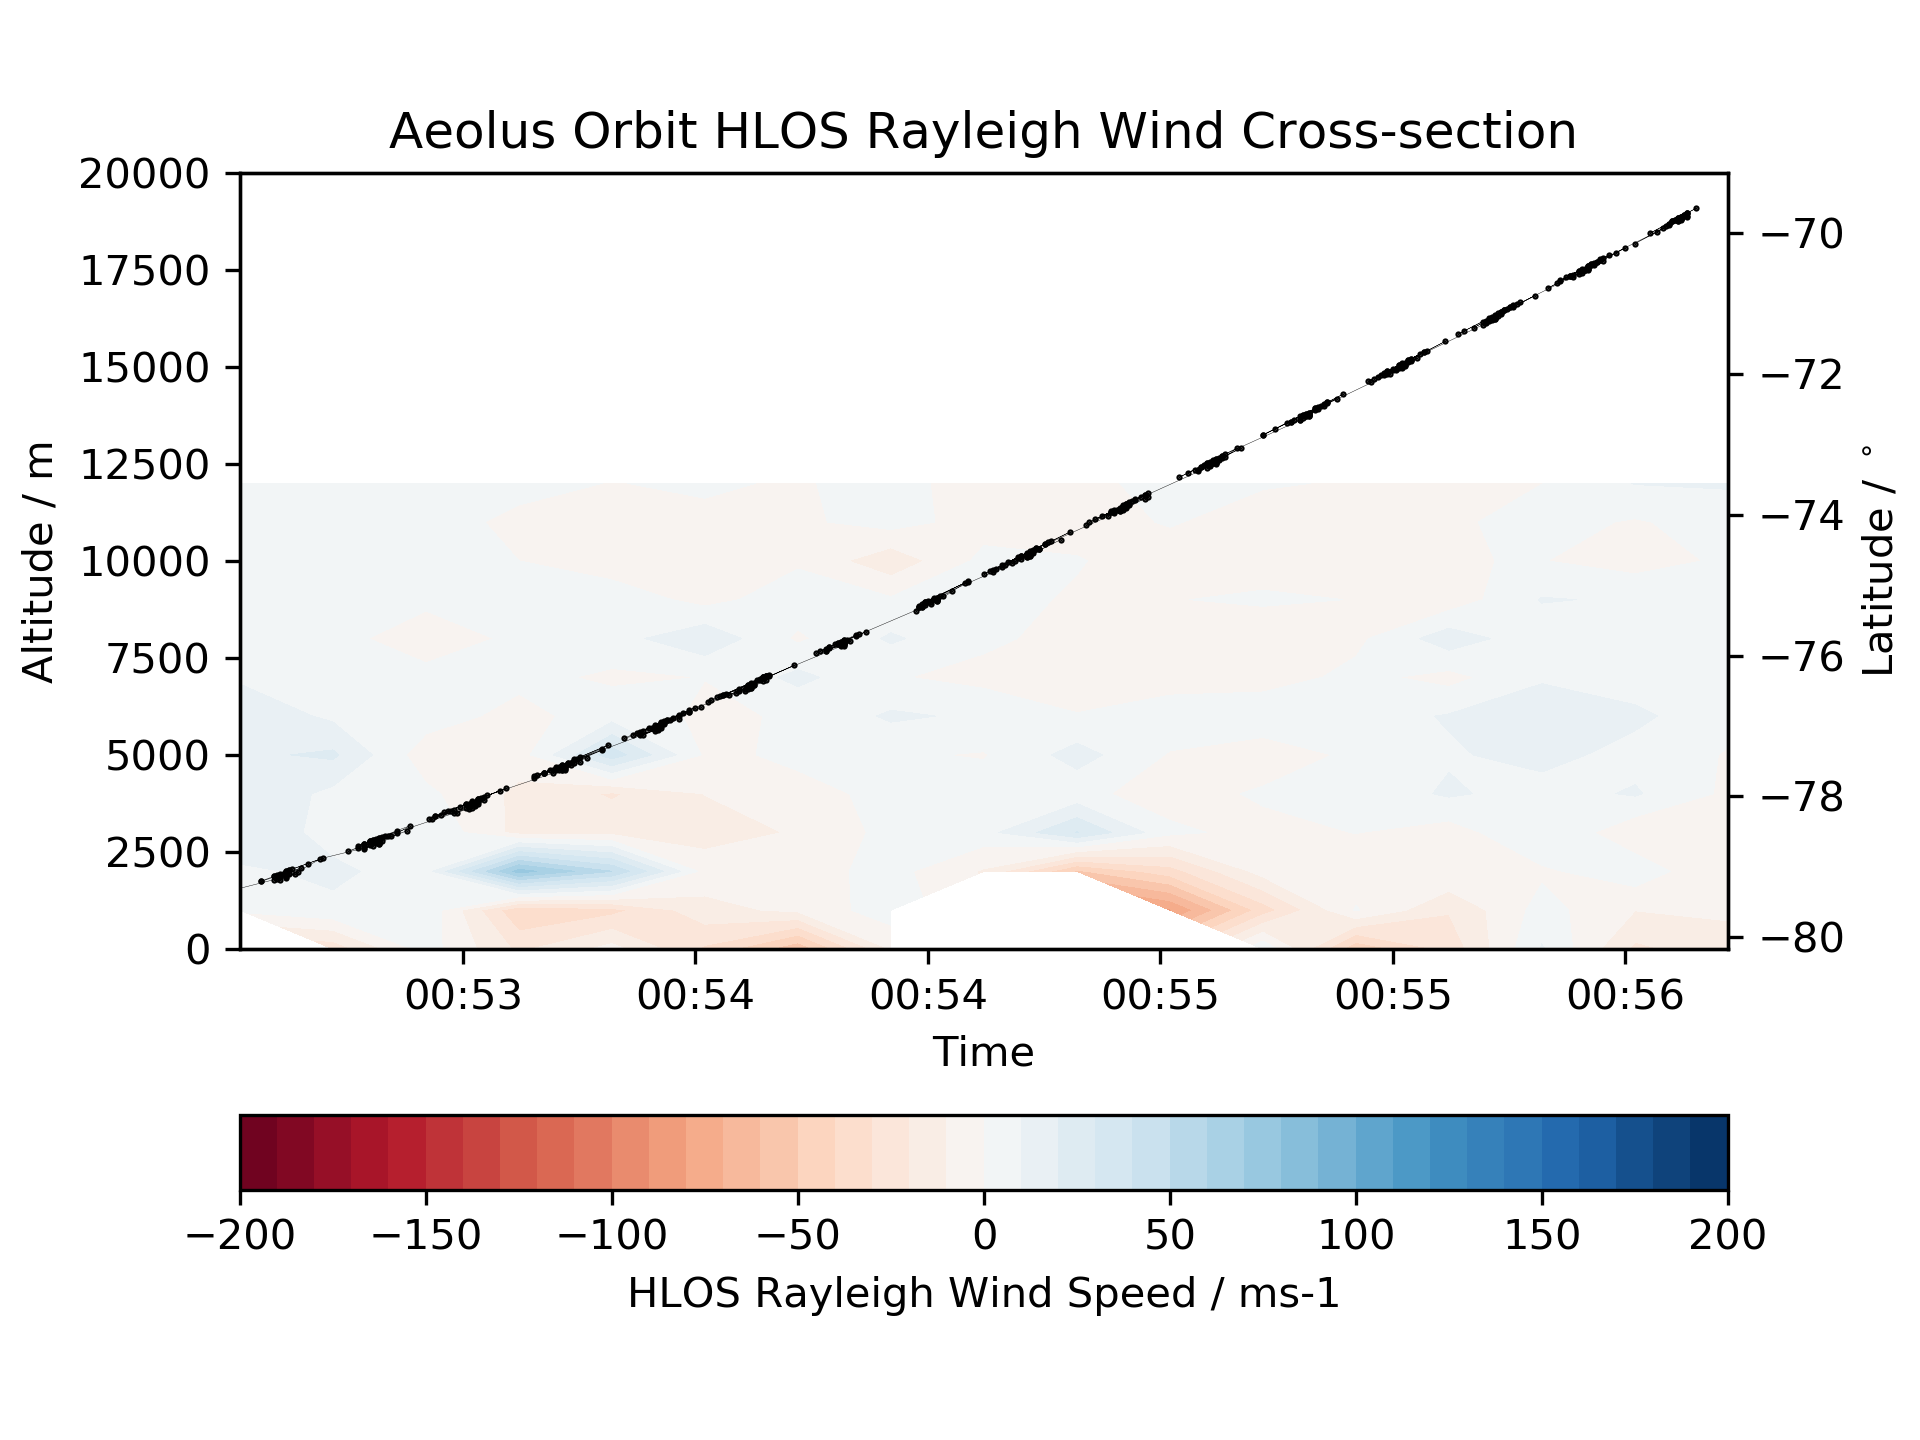 Aeolus Orbit HLOS Rayleigh Wind Cross-section
20000
17500
15000
12500
10000
7500
5000
2500
0
Altitude / m
−70
−72
−74
−76
−78
−80
Latitude / °
00:53 00:54 00:54 00:55 00:55 00:56
Time
−200 −150 −100 −50 0 50 100 150 200
HLOS Rayleigh Wind Speed / ms-1